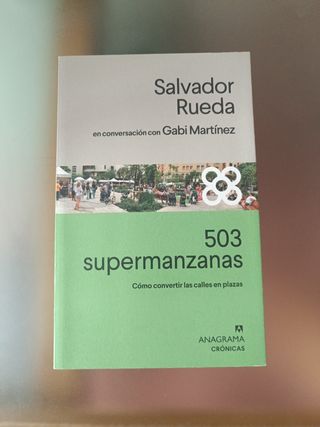 Salvador
Rueda
en conversación con Gabi Martínez
503
supermanzanas
Cómo convertir las calles en plazas
ANAGRAMA
CRÓNICAS